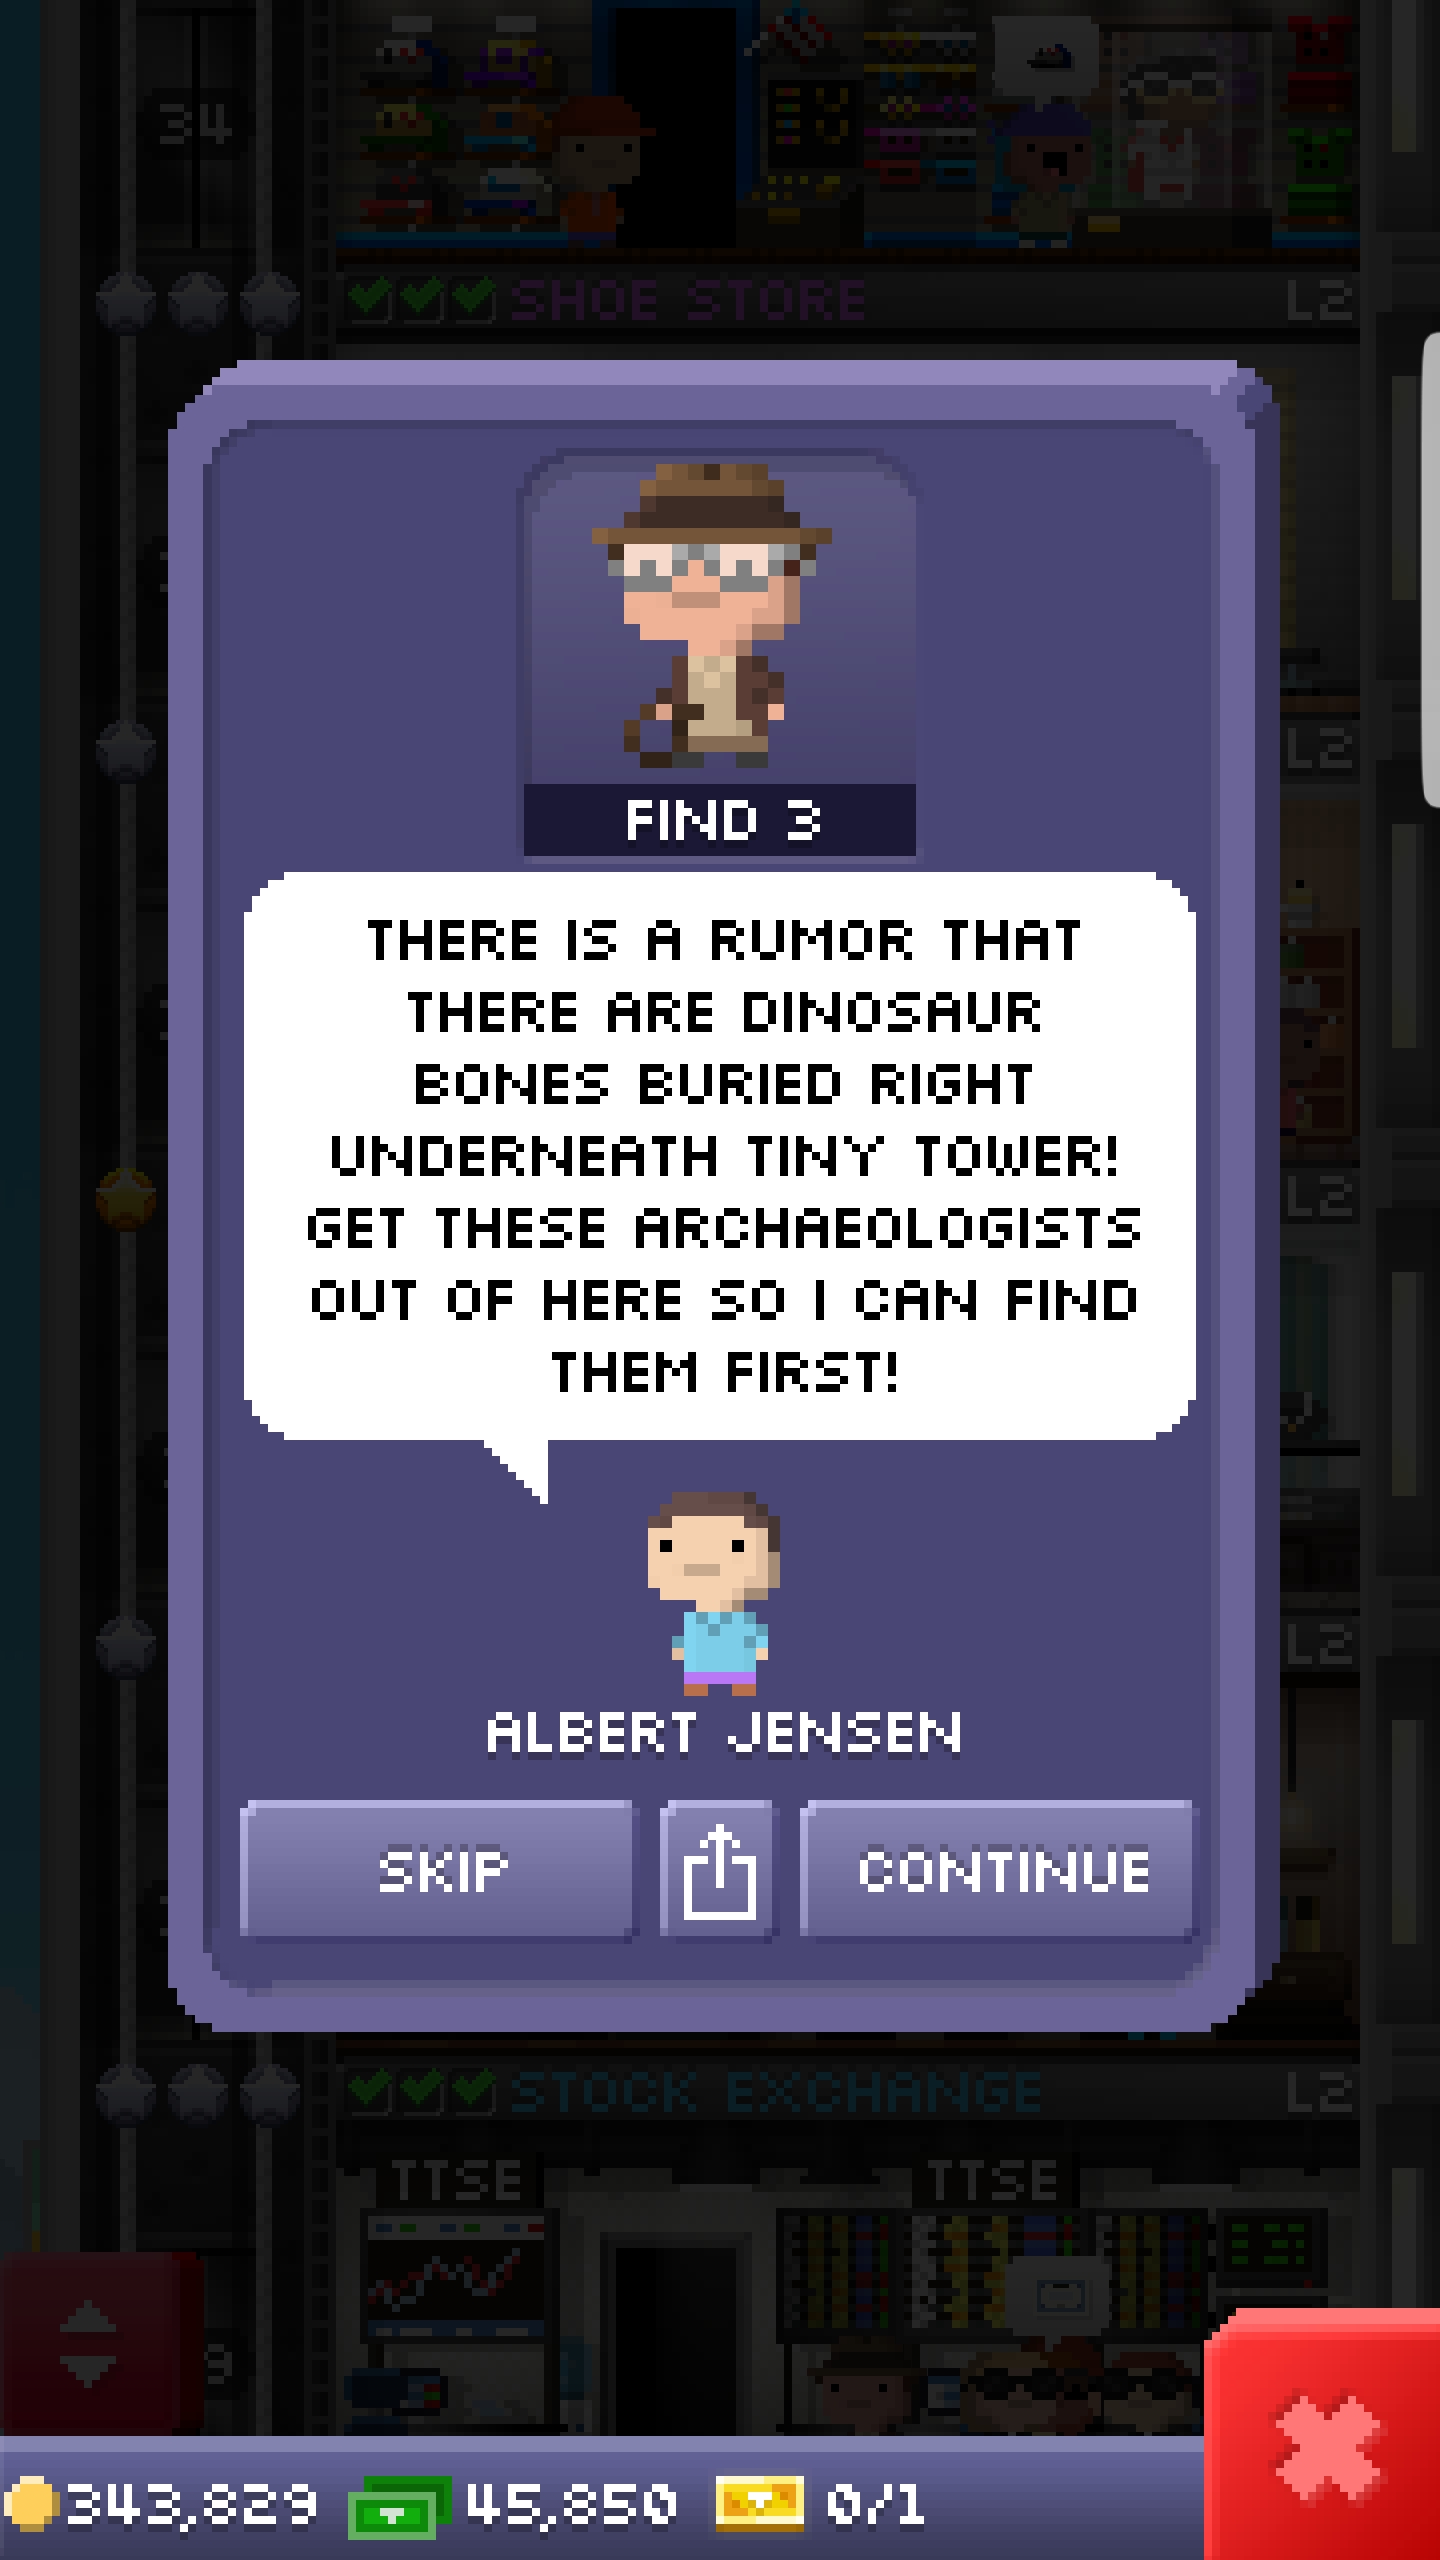 34
SHOE STORE
L2
FIND 3
L2
THERE IS A RUMOR THAT
THERE ARE DINOSAUR
BONES BURIED RIGHT
UNDERNEATH TINY TOWER!
L2
GET THESE ARCHAEOLOGISTS
OUT OF HERE SO I CAN FIND
THEM FIRST!
L2
ALBERT JENSEN
SKIP
CONTINUE
STOCK EXCHANGE
L2
TTSE
TTSE
9
343,829
45,850
0/1